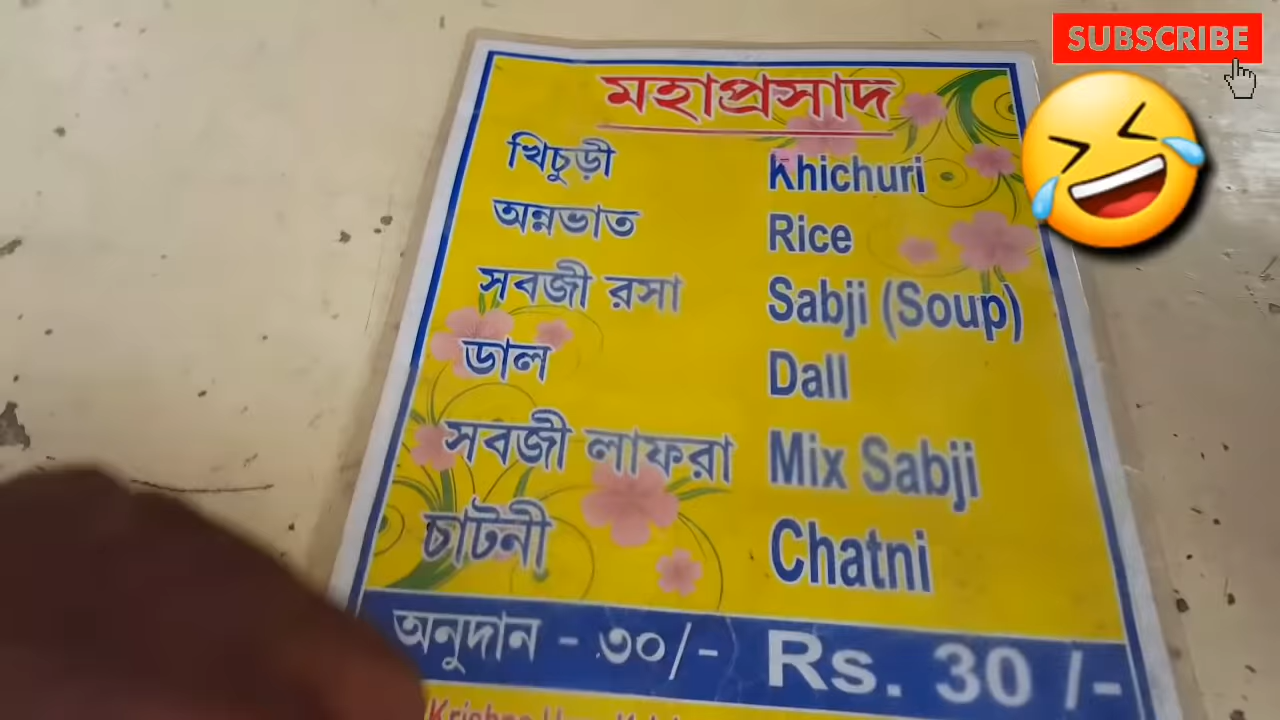 SUBSCRIBE
মহাপ্রসাদ
খিচুড়ী Khichuri
অন্নভাত Rice
সবজী রসা Sabji (Soup)
ডাল Dall
সবজী লাফরা Mix Sabji
চাটনী Chatni
অনুদান - ৩০/- Rs. 30 /-